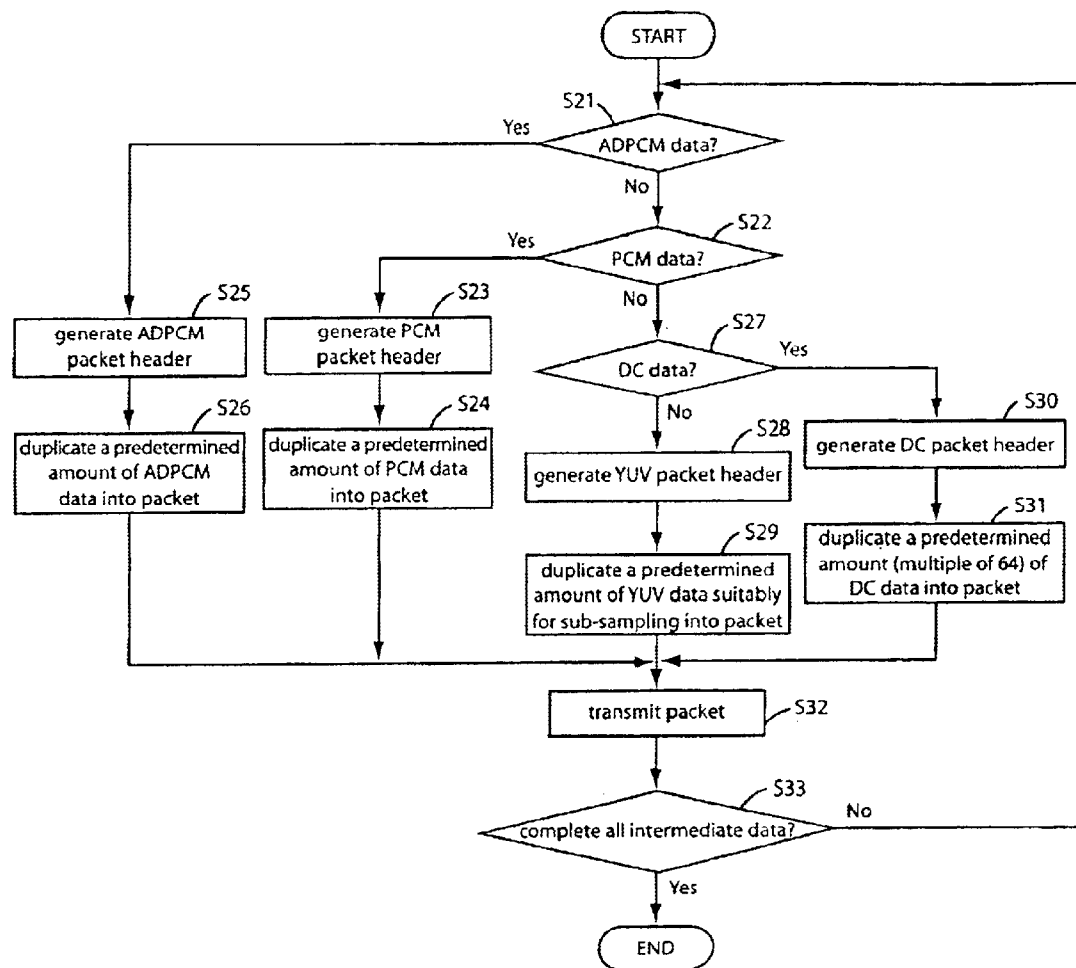 START
S21
Yes
ADPCM data?
No
S22
Yes
PCM data?
No
S25
generate ADPCM
packet header
S23
generate PCM
packet header
S27
Yes
DC data?
No
S26
duplicate a predetermined
amount of ADPCM
data into packet
S24
duplicate a predetermined
amount of PCM data
into packet
S28
generate YUV packet header
S30
generate DC packet header
S29
duplicate a predetermined
amount of YUV data suitably
for sub-sampling into packet
S31
duplicate a predetermined
amount (multiple of 64) of
DC data into packet
transmit packet
S32
S33
complete all intermediate data?
No
Yes
END